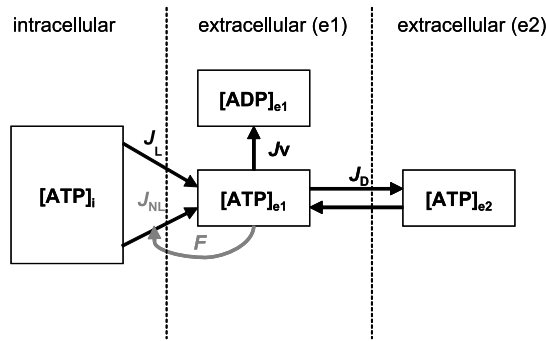 intracellular
extracellular (e1)
extracellular (e2)
[ADP]e1
JL
Jv
[ATP]i
JNL
[ATP]e1
JD
[ATP]e2
F